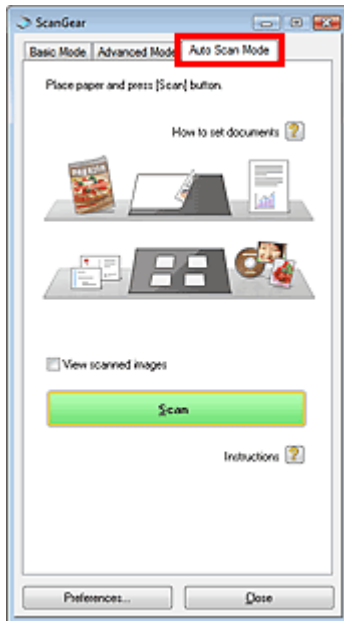 ScanGear
Basic Mode Advanced Mode Auto Scan Mode
Place paper and press [Scan] button.
How to set documents ?
View scanned images
Scan
Instructions ?
Preferences... Close